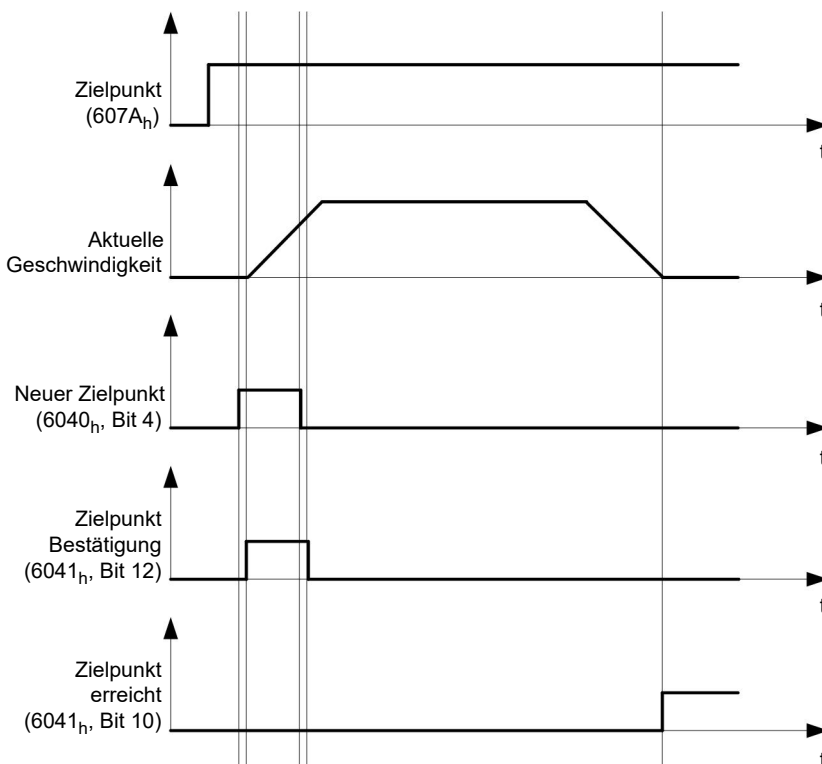 Zielpunkt
(607Aₕ)
t
Aktuelle
Geschwindigkeit
t
Neuer Zielpunkt
(6040ₕ, Bit 4)
t
Zielpunkt
Bestätigung
(6041ₕ, Bit 12)
t
Zielpunkt
erreicht
(6041ₕ, Bit 10)
t